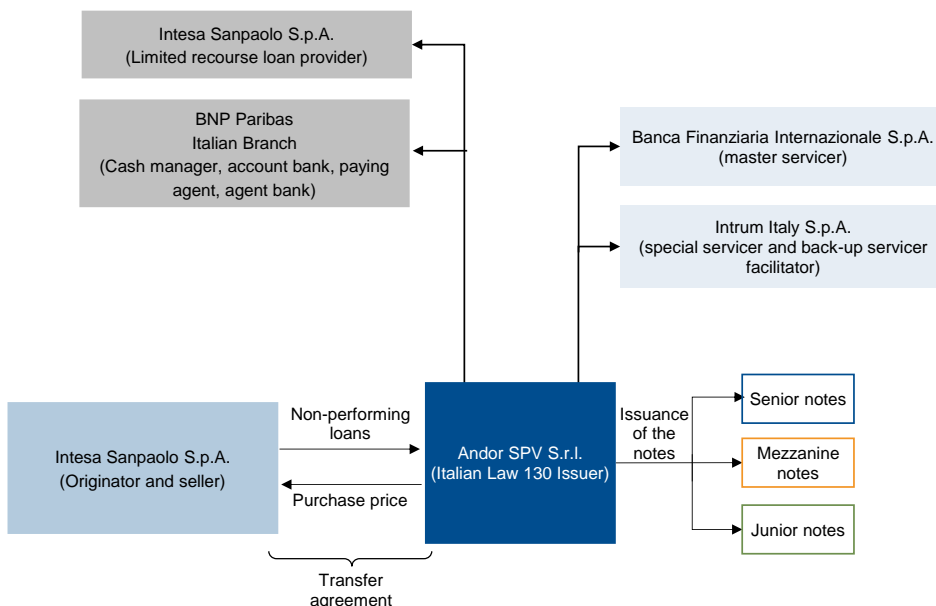 Intesa Sanpaolo S.p.A.
(Limited recourse loan provider)
BNP Paribas
Italian Branch
(Cash manager, account bank, paying
agent, agent bank)
Banca Finanziaria Internazionale S.p.A.
(master servicer)
Intrum Italy S.p.A.
(special servicer and back-up servicer
facilitator)
Intesa Sanpaolo S.p.A.
(Originator and seller)
Non-performing
loans
Purchase price
Transfer
agreement
Andor SPV S.r.l.
(Italian Law 130 Issuer)
Issuance
of the
notes
Senior notes
Mezzanine
notes
Junior notes